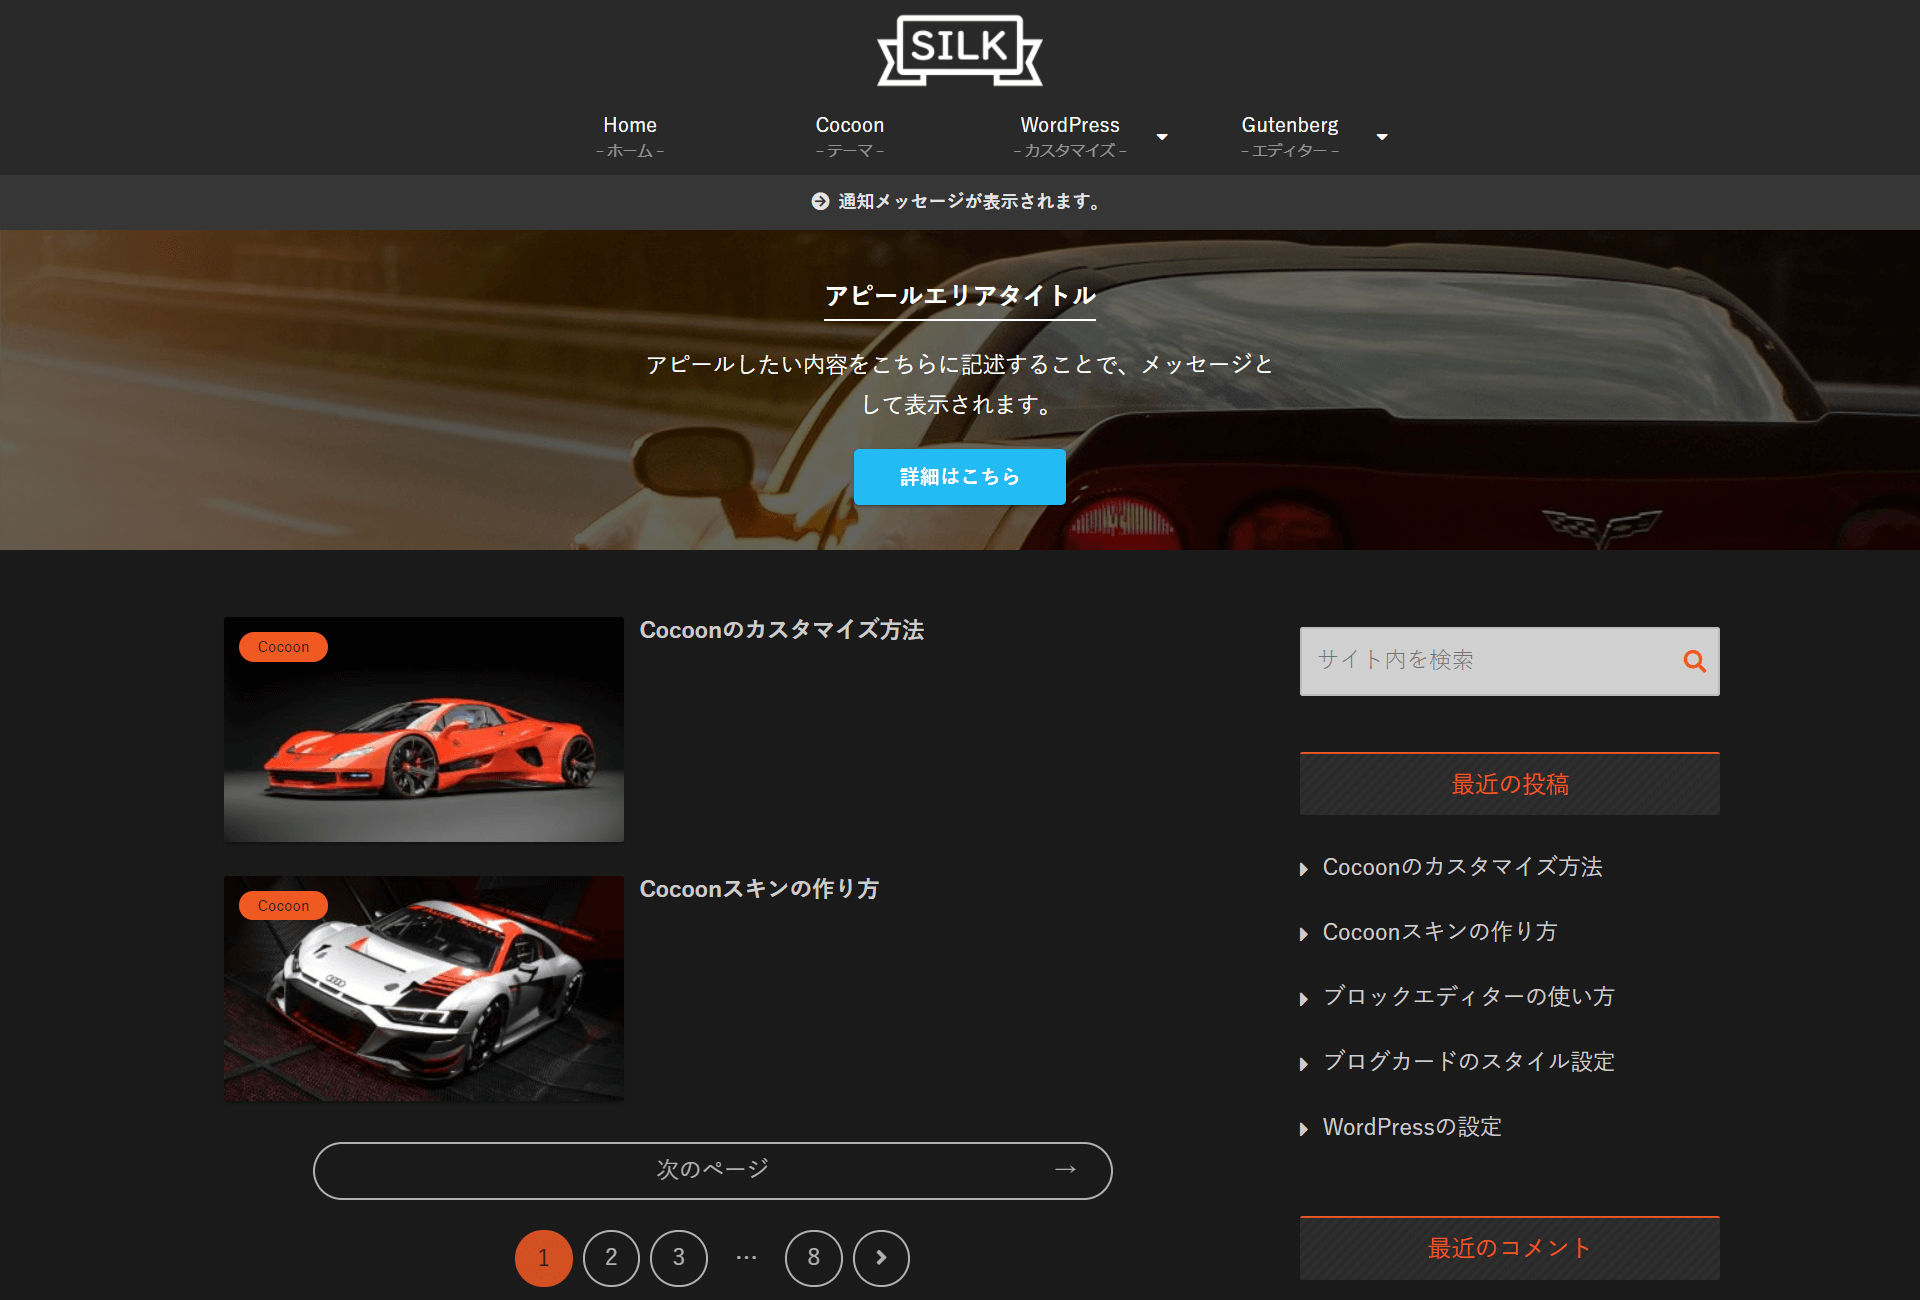 SILK
Home
– ホーム –
Cocoon
– テーマ –
WordPress
– カスタマイズ –
Gutenberg
– エディター –
通知メッセージが表示されます。
アピールエリアタイトル
アピールしたい内容をこちらに記述することで、メッセージと
して表示されます。
詳細はこちら
Cocoon
Cocoonのカスタマイズ方法
Cocoon
Audi Sport
Cocoonスキンの作り方
次のページ →
1 2 3 … 8
サイト内を検索
最近の投稿
Cocoonのカスタマイズ方法
Cocoonスキンの作り方
ブロックエディターの使い方
ブログカードのスタイル設定
WordPressの設定
最近のコメント